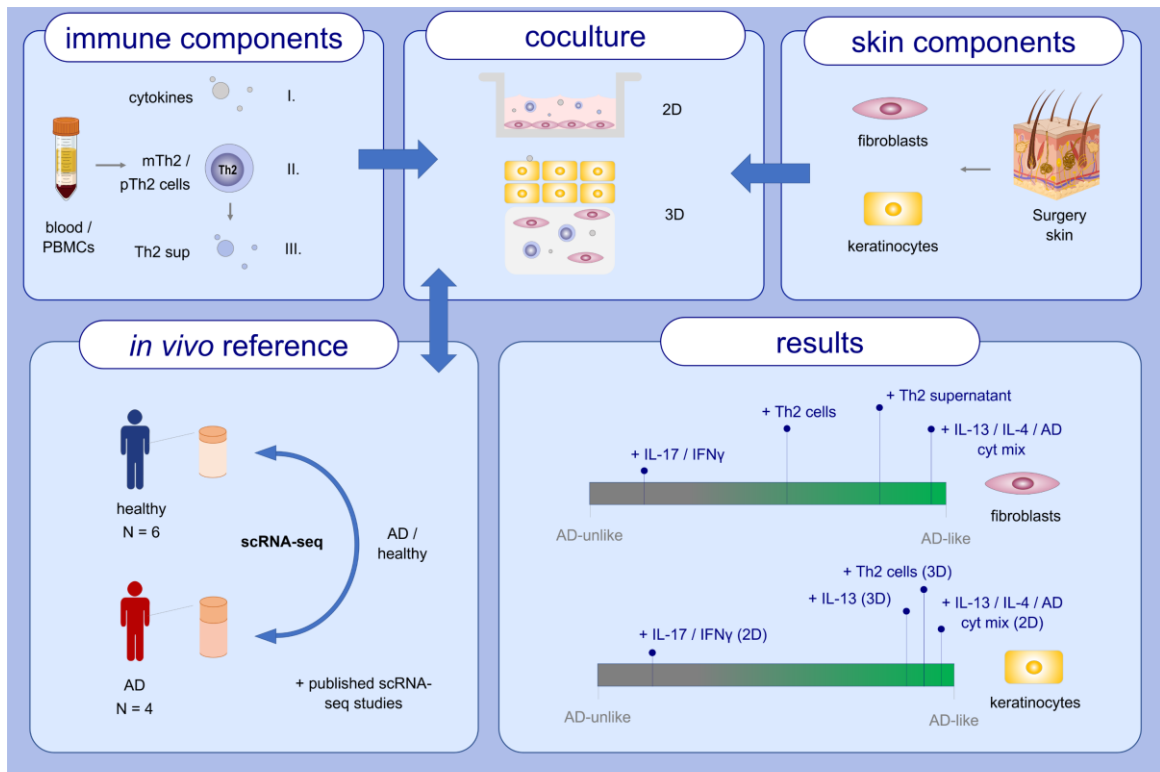 immune components
cytokines
I.
mTh2 /
pTh2 cells
Th2
II.
blood /
PBMCs
Th2 sup
III.
coculture
2D
3D
skin components
fibroblasts
keratinocytes
Surgery
skin
in vivo reference
healthy
N = 6
scRNA-seq
AD /
healthy
AD
N = 4
+ published scRNA-
seq studies
results
+ Th2 supernatant
+ Th2 cells
+ IL-13 / IL-4 / AD
cyt mix
+ IL-17 / IFNγ
fibroblasts
AD-unlike
AD-like
+ Th2 cells (3D)
+ IL-13 (3D)
+ IL-13 / IL-4 / AD
cyt mix (2D)
+ IL-17 / IFNγ (2D)
keratinocytes
AD-unlike
AD-like